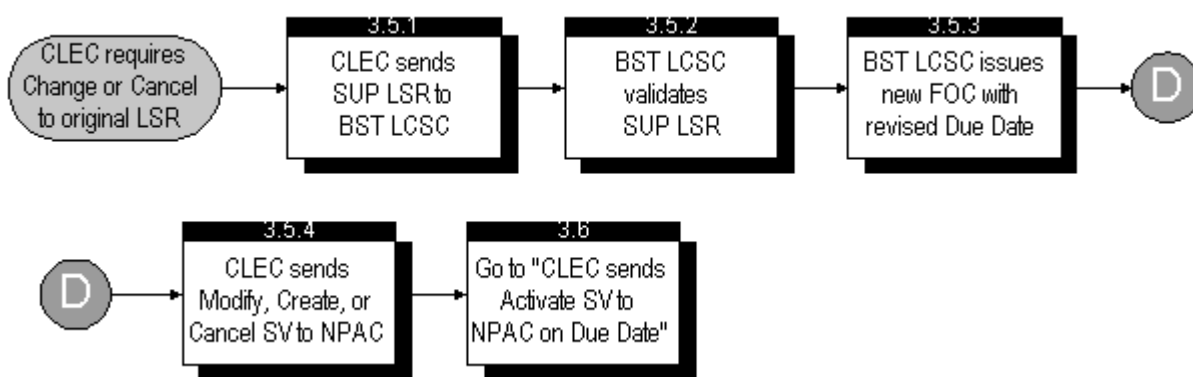 CLEC requires
Change or Cancel
to original LSR
3.5.1
CLEC sends
SUP LSR to
BST LCSC
3.5.2
BST LCSC
validates
SUP LSR
3.5.3
BST LCSC issues
new FOC with
revised Due Date
D
D
3.5.4
CLEC sends
Modify, Create, or
Cancel SV to NPAC
3.6
Go to "CLEC sends
Activate SV to
NPAC on Due Date"